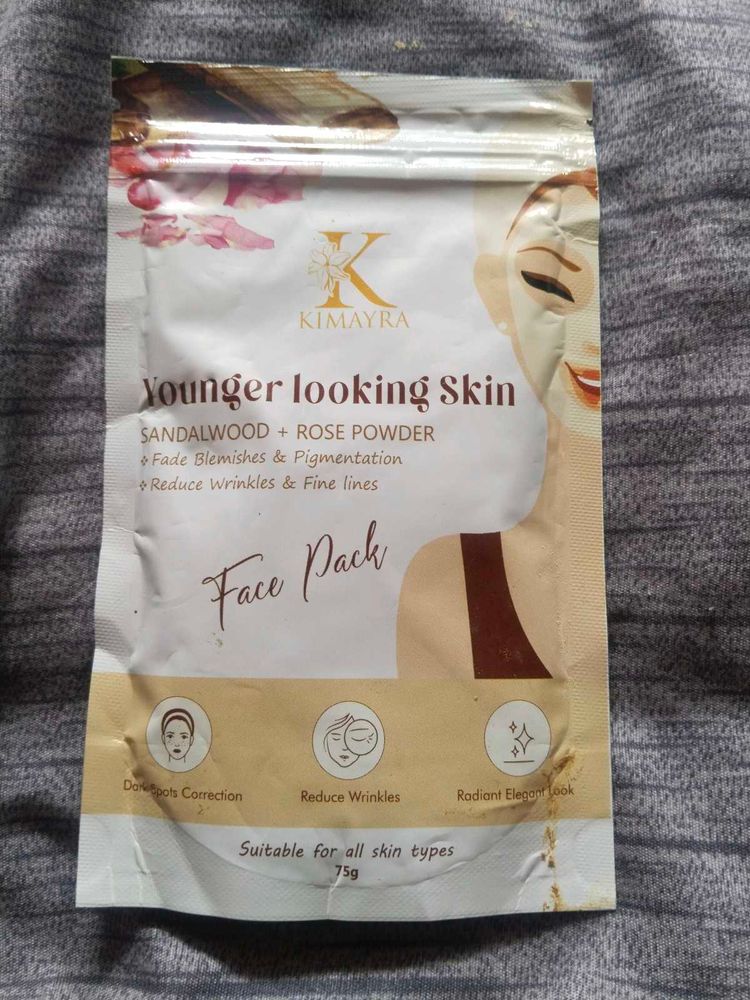 K
KIMAYRA
Younger looking Skin
SANDALWOOD + ROSE POWDER
❖ Fade Blemishes & Pigmentation
❖ Reduce Wrinkles & Fine lines
Face Pack
Dark Spots Correction
Reduce Wrinkles
Radiant Elegant Look
Suitable for all skin types
75g